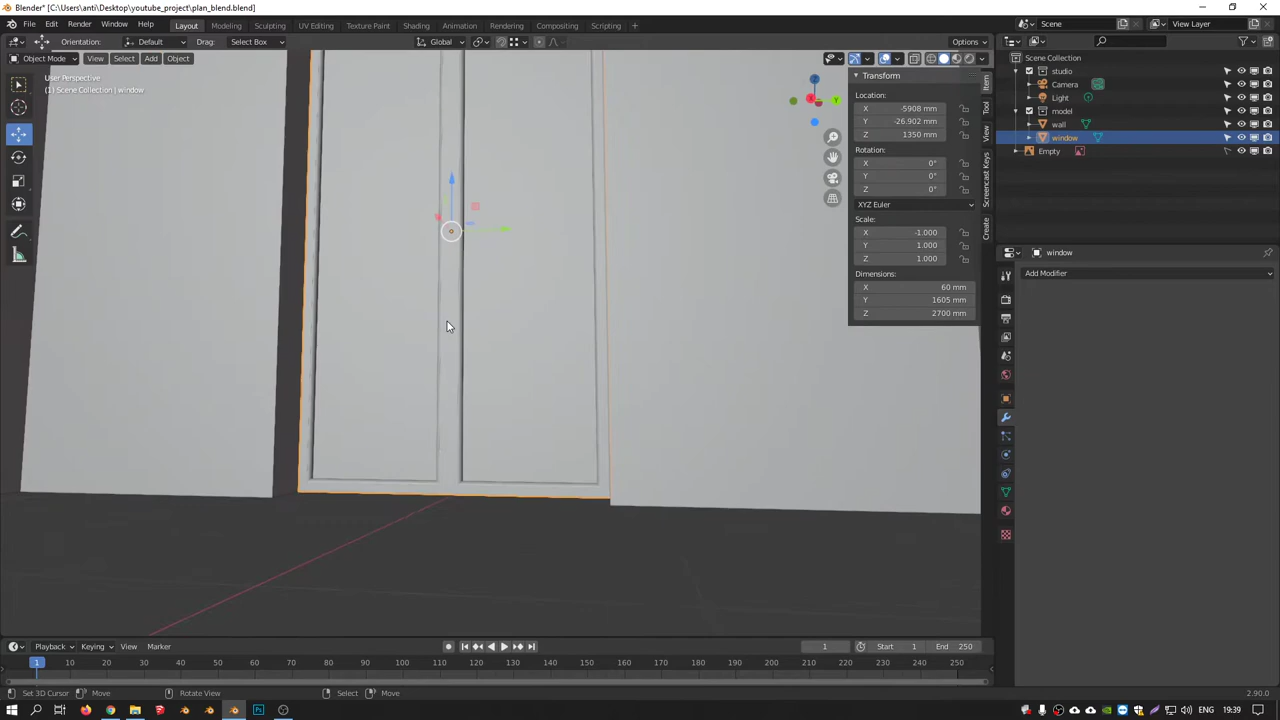 Blender* [C:\Users\anti\Desktop\youtube_project\plan_blend.blend]
File Edit Render Window Help Layout Modeling Sculpting UV Editing Texture Paint Shading Animation Rendering Compositing Scripting Scene View Layer
Orientation: Default Drag: Select Box Global Options
Object Mode View Select Add Object
User Perspective
(1) Scene Collection | window
Transform
Location:
X -5908 mm
Y -26.902 mm
Z 1350 mm
Rotation:
X 0°
Y 0°
Z 0°
XYZ Euler
Scale:
X -1.000
Y 1.000
Z 1.000
Dimensions:
X 60 mm
Y 1605 mm
Z 2700 mm
Item
Tool
View
Screencast Keys
Create
Z
Y
Scene Collection
studio
Camera
Light
model
wall
window
Empty
window
Add Modifier
Playback Keying View Marker 1 Start 1 End 250
1 10 20 30 40 50 60 70 80 90 100 110 120 130 140 150 160 170 180 190 200 210 220 230 240 250
Set 3D Cursor Move Rotate View Select Move 2.90.0
ENG 19:39